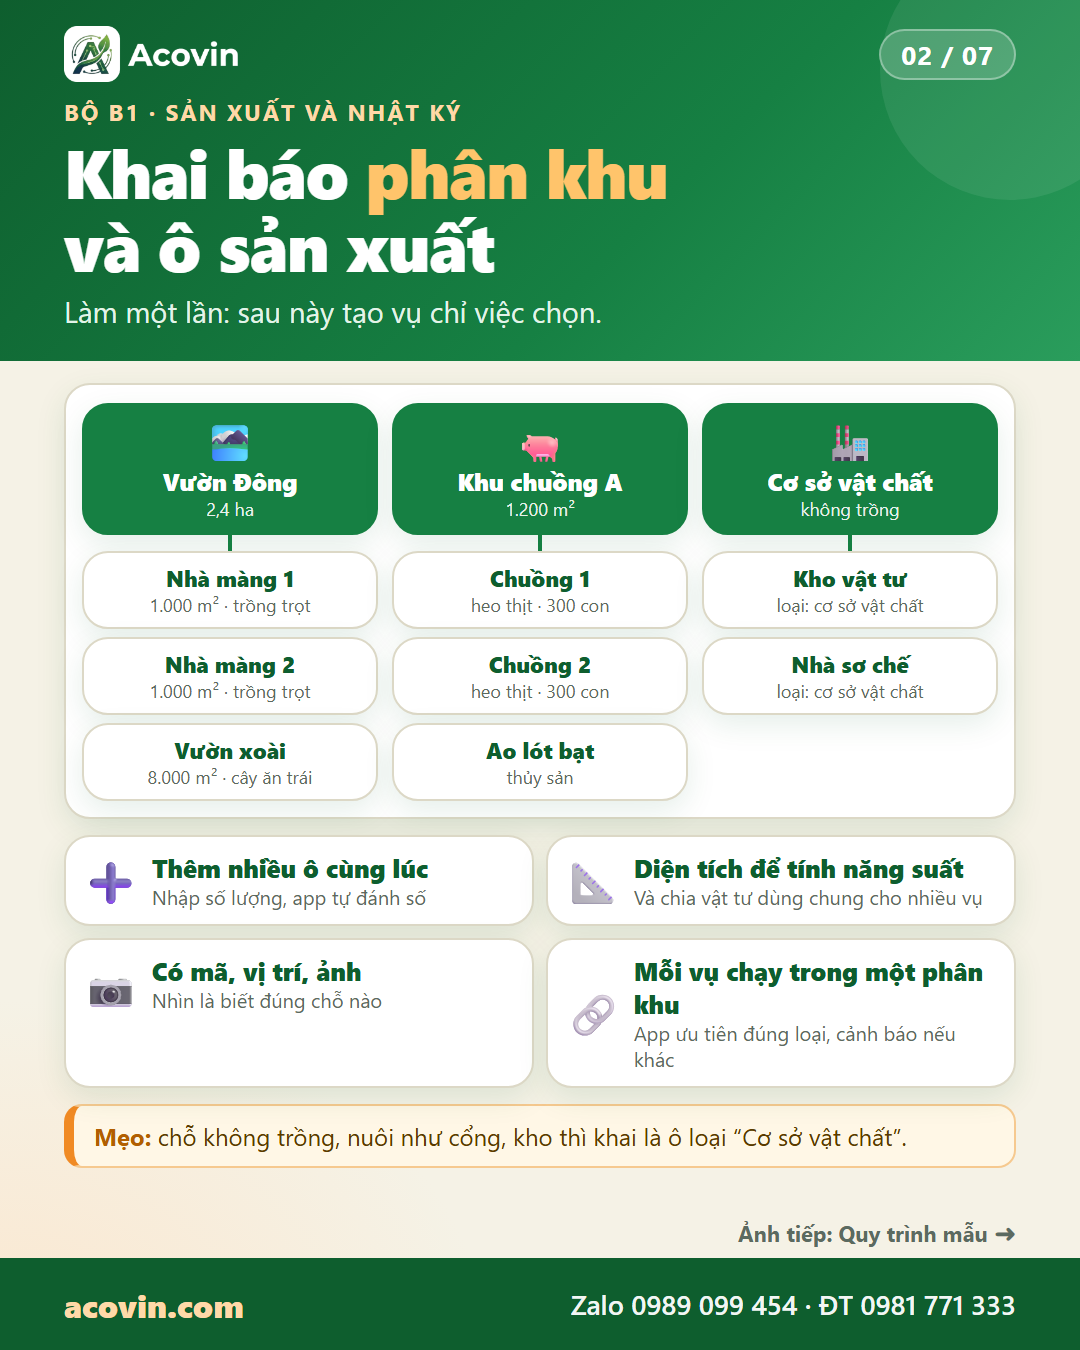 Acovin
02 / 07
BỘ B1 · SẢN XUẤT VÀ NHẬT KÝ
Khai báo phân khu
và ô sản xuất
Làm một lần: sau này tạo vụ chỉ việc chọn.
Vườn Đông
2,4 ha
Nhà màng 1
1.000 m² · trồng trọt
Nhà màng 2
1.000 m² · trồng trọt
Vườn xoài
8.000 m² · cây ăn trái
Khu chuồng A
1.200 m²
Chuồng 1
heo thịt · 300 con
Chuồng 2
heo thịt · 300 con
Ao lót bạt
thủy sản
Cơ sở vật chất
không trồng
Kho vật tư
loại: cơ sở vật chất
Nhà sơ chế
loại: cơ sở vật chất
Thêm nhiều ô cùng lúc
Nhập số lượng, app tự đánh số
Diện tích để tính năng suất
Và chia vật tư dùng chung cho nhiều vụ
Có mã, vị trí, ảnh
Nhìn là biết đúng chỗ nào
Mỗi vụ chạy trong một phân
khu
App ưu tiên đúng loại, cảnh báo nếu
khác
Mẹo: chỗ không trồng, nuôi như cổng, kho thì khai là ô loại “Cơ sở vật chất”.
Ảnh tiếp: Quy trình mẫu ➜
acovin.com
Zalo 0989 099 454 · ĐT 0981 771 333